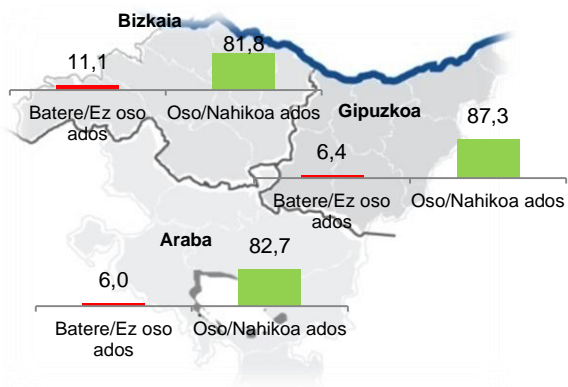 Bizkaia
81,8
11,1
Batere/Ez oso
ados
Oso/Nahikoa ados
Gipuzkoa
87,3
6,4
Batere/Ez oso
ados
Oso/Nahikoa ados
Araba
82,7
6,0
Batere/Ez oso
ados
Oso/Nahikoa ados